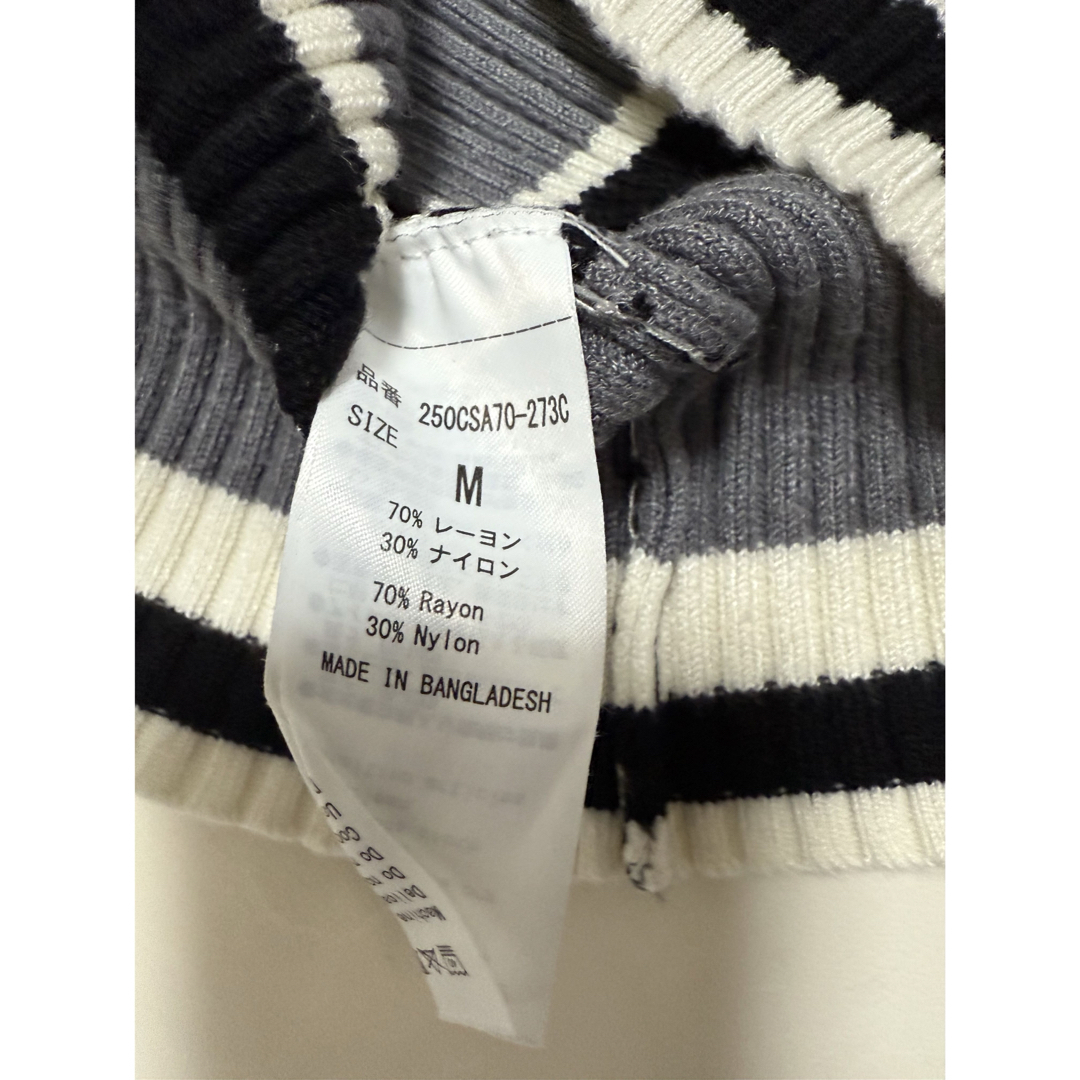 品番 250CSA70-273C
SIZE
M
70% レーヨン
30% ナイロン
70% Rayon
30% Nylon
MADE IN BANGLADESH
Machine